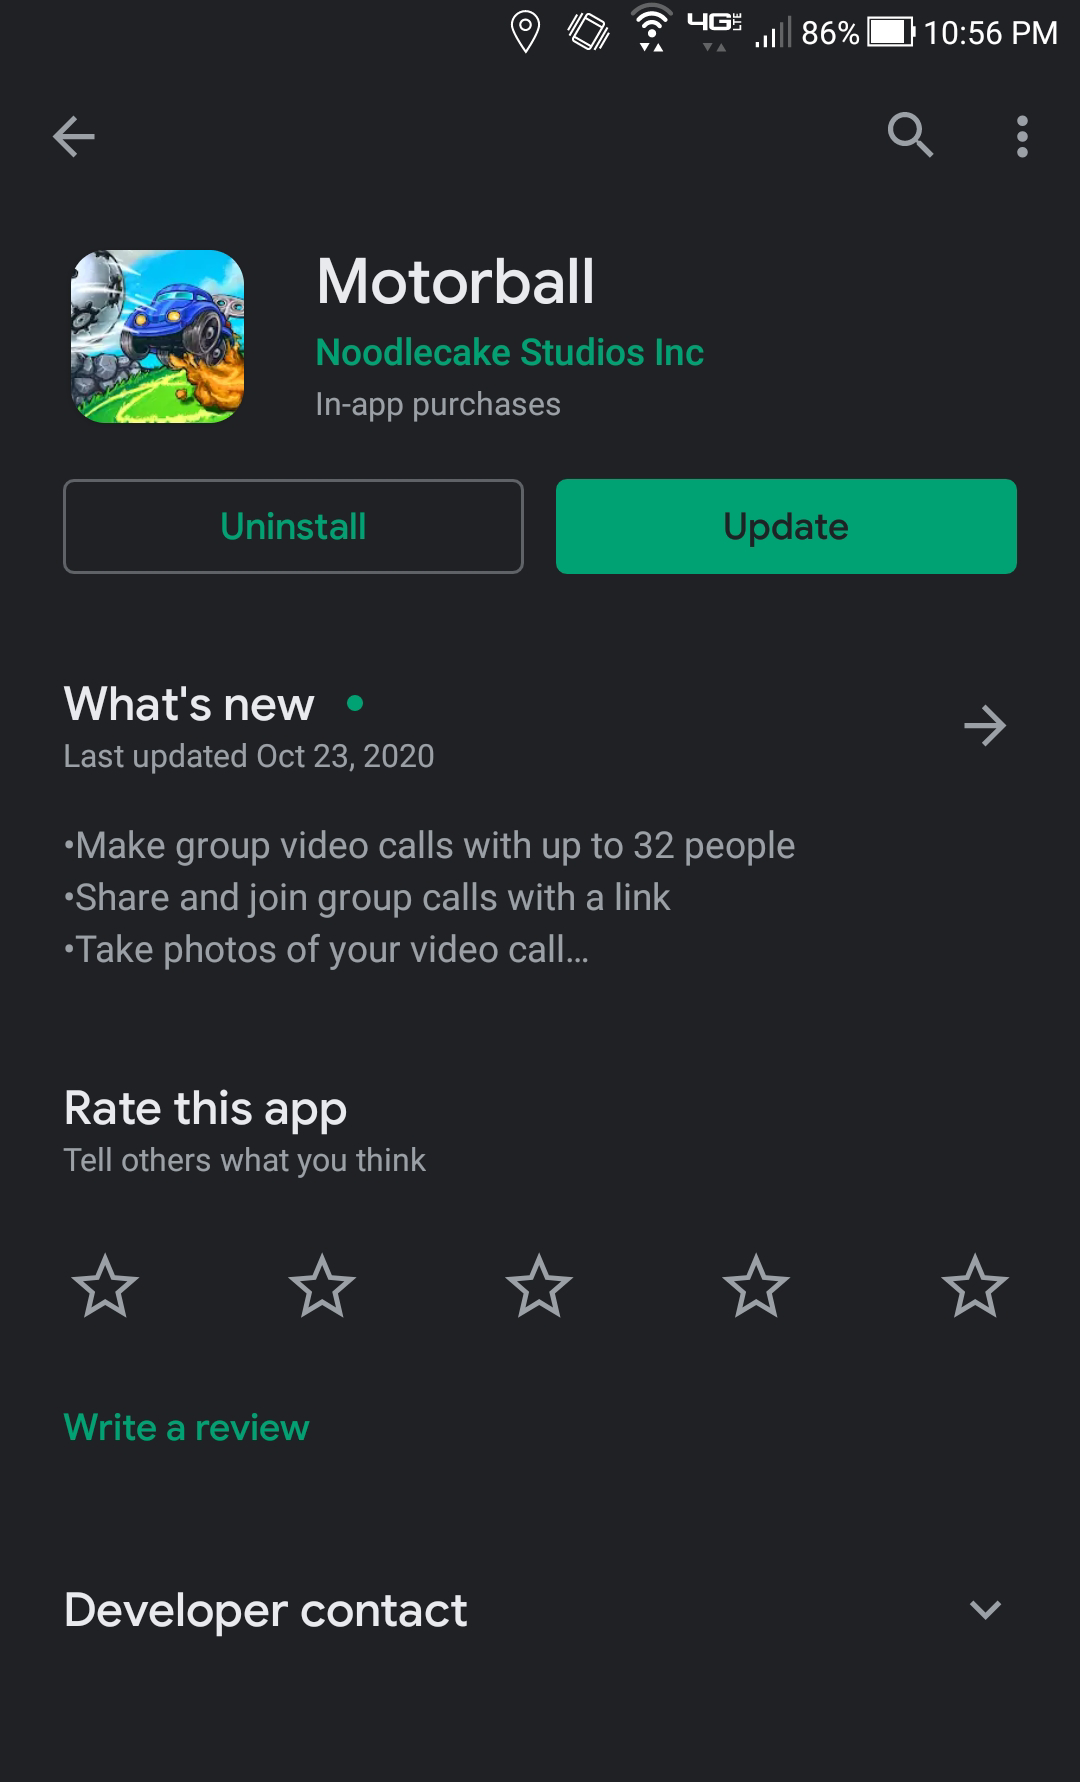 4G LTE 86% 10:56 PM
Motorball
Noodlecake Studios Inc
In-app purchases
Uninstall Update
What's new
Last updated Oct 23, 2020
•Make group video calls with up to 32 people
•Share and join group calls with a link
•Take photos of your video call…
Rate this app
Tell others what you think
Write a review
Developer contact